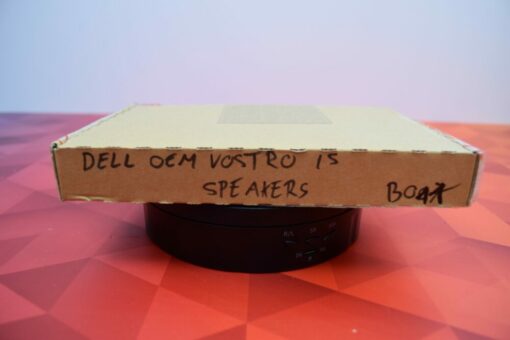 DELL OEM VOSTRO 15
SPEAKERS